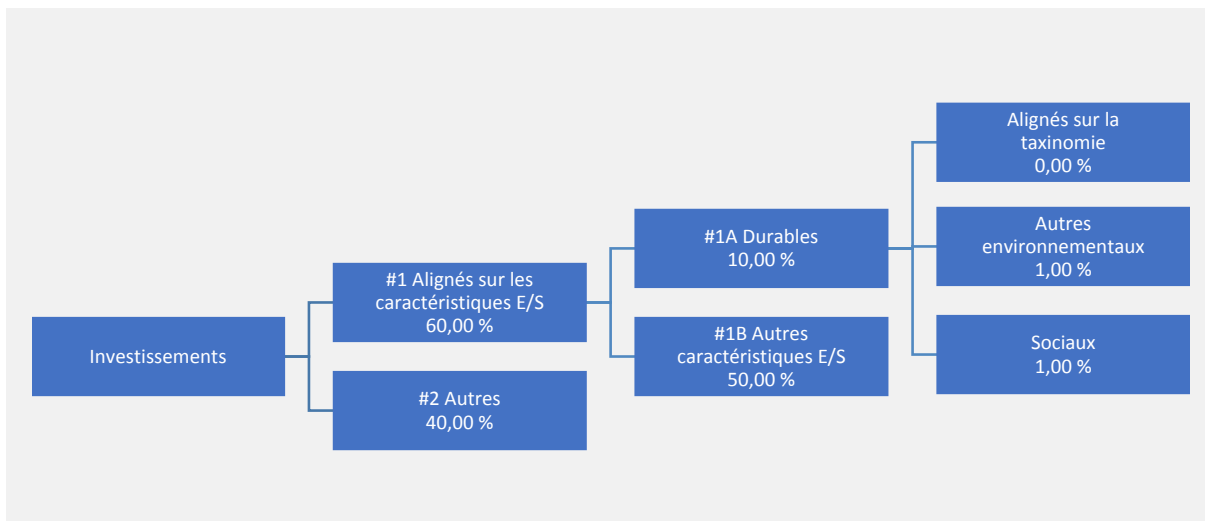 Investissements
#1 Alignés sur les
caractéristiques E/S
60,00 %
#2 Autres
40,00 %
#1A Durables
10,00 %
#1B Autres
caractéristiques E/S
50,00 %
Alignés sur la
taxinomie
0,00 %
Autres
environnementaux
1,00 %
Sociaux
1,00 %